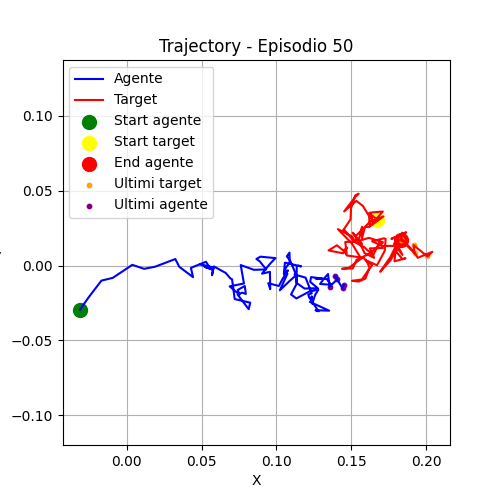 Trajectory - Episodio 50
Agente
Target
Start agente
Start target
End agente
Ultimi target
Ultimi agente
0.10
0.05
0.00
−0.05
−0.10
0.00
0.05
0.10
0.15
0.20
X